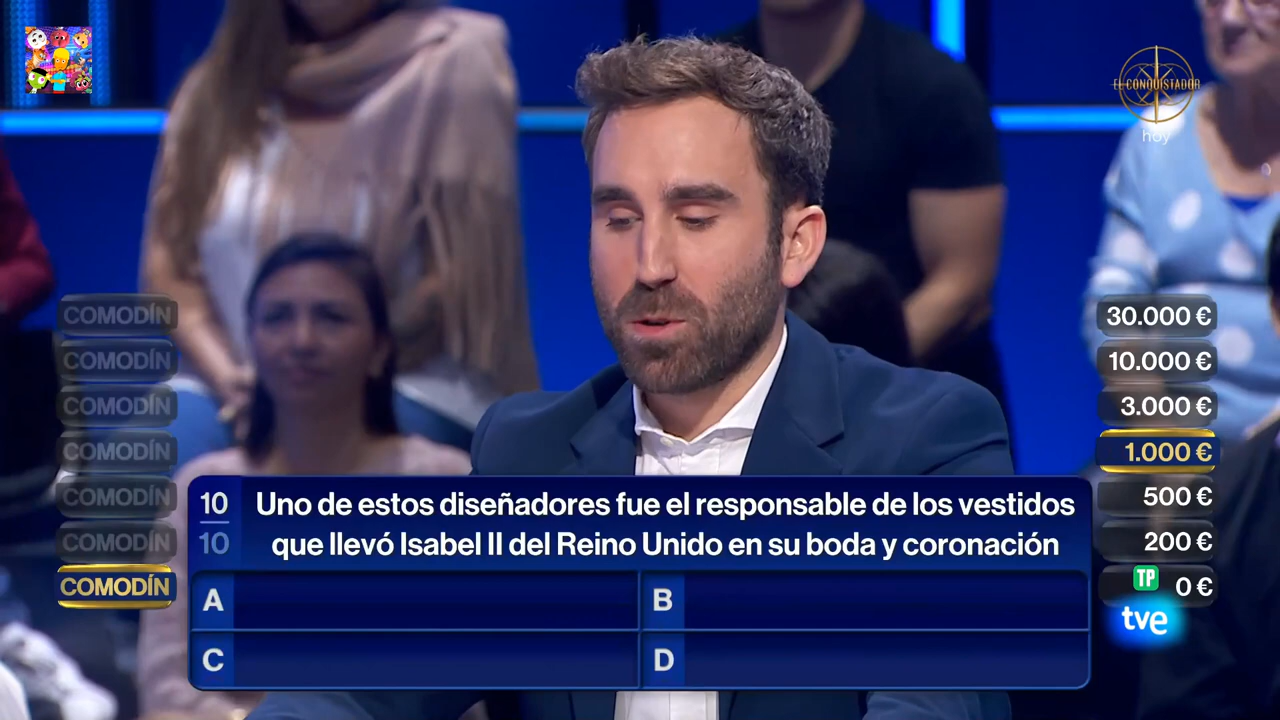 EL CONQUISTADOR
hoy
COMODÍN
COMODÍN
COMODÍN
COMODÍN
COMODÍN
COMODÍN
COMODÍN
30.000 €
10.000 €
3.000 €
1.000 €
500 €
200 €
0 €
TP
tve
10
10
Uno de estos diseñadores fue el responsable de los vestidos
que llevó Isabel II del Reino Unido en su boda y coronación
A
B
C
D